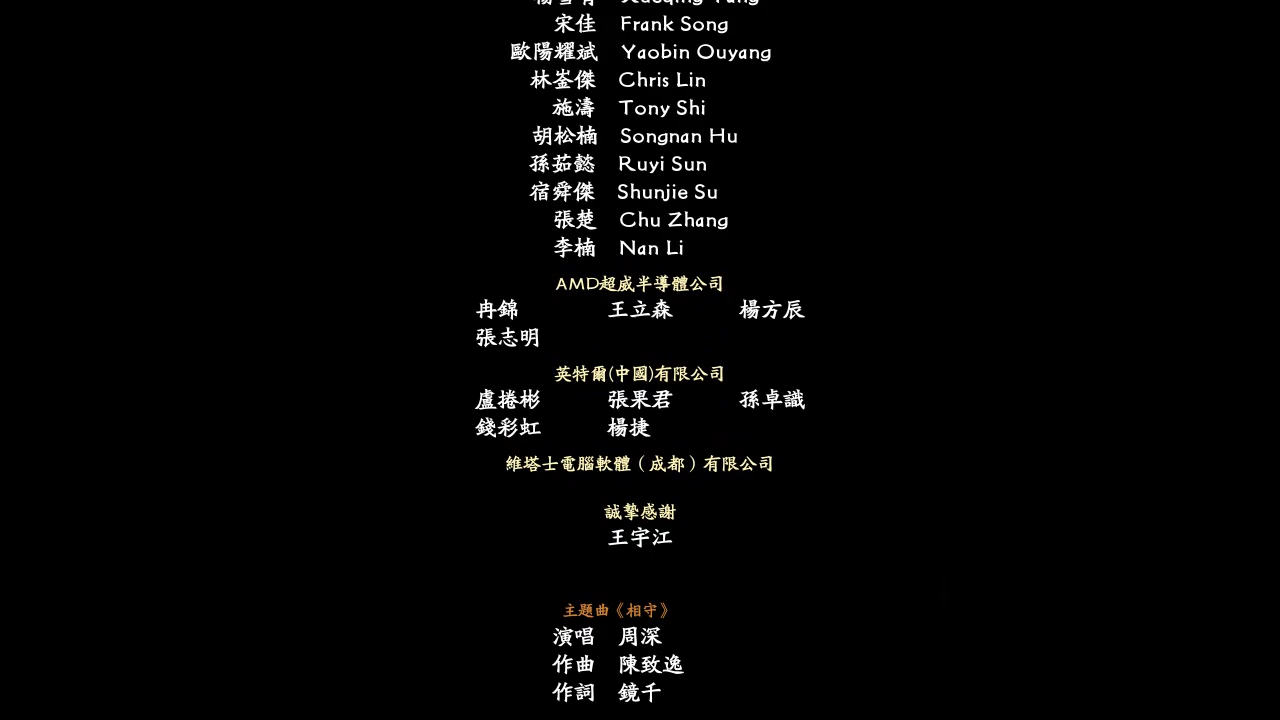 宋佳 Frank Song
歐陽耀斌 Yaobin Ouyang
林崟傑 Chris Lin
施濤 Tony Shi
胡松楠 Songnan Hu
孫茹懿 Ruyi Sun
宿舜傑 Shunjie Su
張楚 Chu Zhang
李楠 Nan Li
AMD超威半導體公司
冉錦 王立森 楊方辰
張志明
英特爾(中國)有限公司
盧捲彬 張果君 孫卓識
錢彩虹 楊捷
維塔士電腦軟體（成都）有限公司
誠摯感謝
王宇江
主題曲《相守》
演唱 周深
作曲 陳致逸
作詞 鏡千